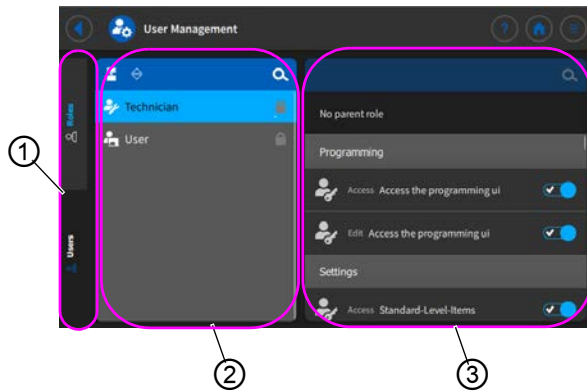 User Management
?
Roles
Users
Technician
User
No parent role
Programming
Access Access the programming ui
Edit Access the programming ui
Settings
Access Standard-Level-Items
1
2
3